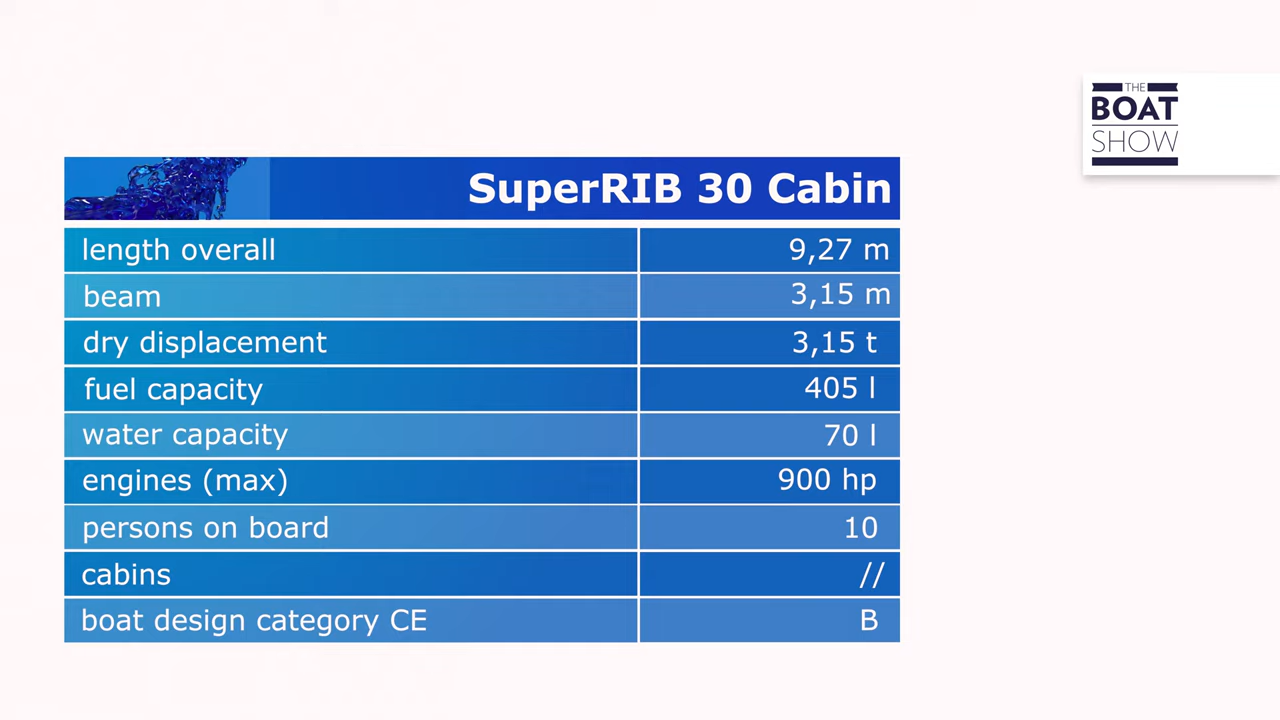 THE
BOAT
SHOW
SuperRIB 30 Cabin
length overall 9,27 m
beam 3,15 m
dry displacement 3,15 t
fuel capacity 405 l
water capacity 70 l
engines (max) 900 hp
persons on board 10
cabins //
boat design category CE B